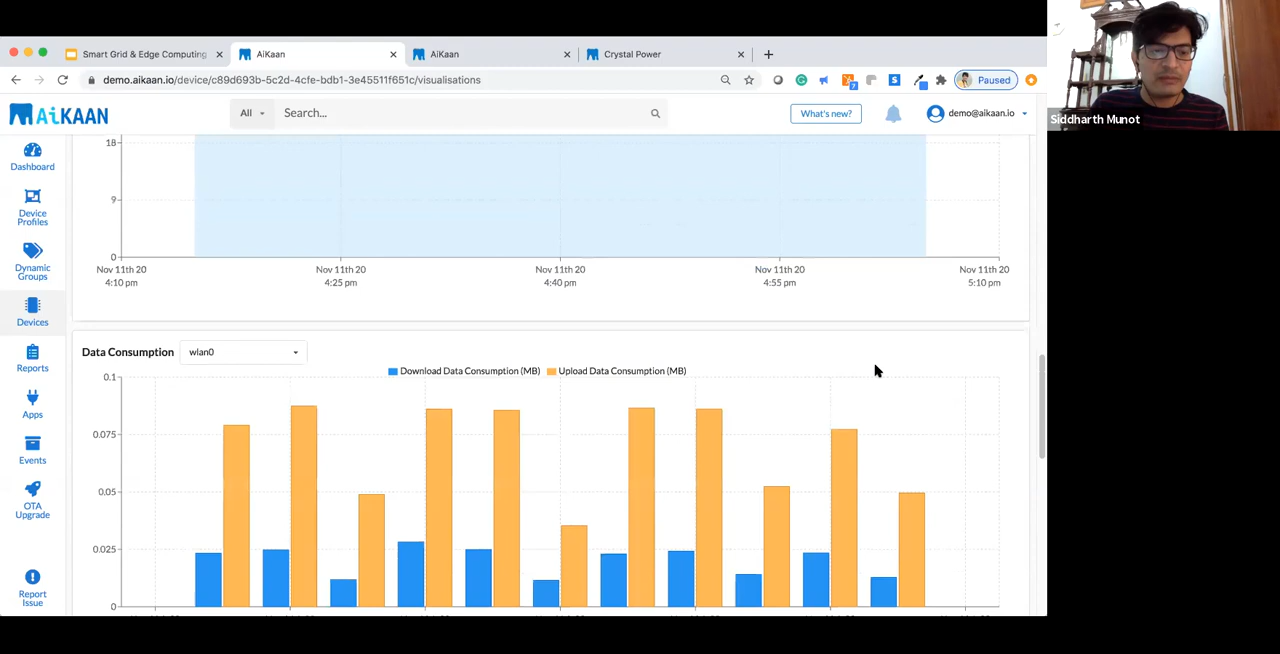 Smart Grid & Edge Computing
AiKaan
AiKaan
Crystal Power
demo.aikaan.io/device/c89d693b-5c2d-4cfe-bdb1-3e45511f651c/visualisations
Paused
7
S
AiKAAN
All
Search...
What's new?
demo@aikaan.io
Siddharth Munot
Dashboard
Device
Profiles
Dynamic
Groups
Devices
Reports
Apps
Events
OTA
Upgrade
Report
Issue
18
9
0
Nov 11th 20 Nov 11th 20 Nov 11th 20 Nov 11th 20 Nov 11th 20
4:10 pm 4:25 pm 4:40 pm 4:55 pm 5:10 pm
Data Consumption wlan0
Download Data Consumption (MB) Upload Data Consumption (MB)
0.1
0.075
0.05
0.025
0